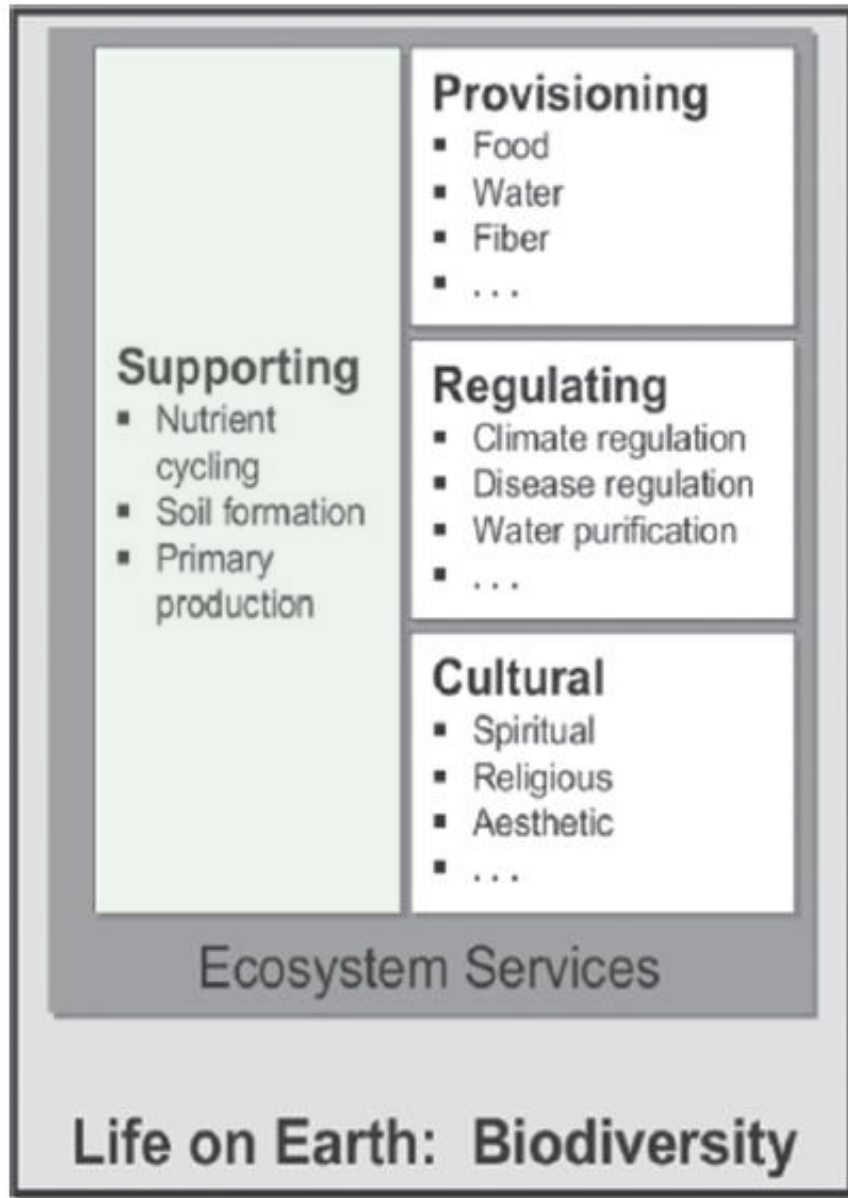 Supporting
▪ Nutrient
cycling
▪ Soil formation
▪ Primary
production
Provisioning
▪ Food
▪ Water
▪ Fiber
▪ . . .
Regulating
▪ Climate regulation
▪ Disease regulation
▪ Water purification
▪ . . .
Cultural
▪ Spiritual
▪ Religious
▪ Aesthetic
▪ . . .
Ecosystem Services
Life on Earth: Biodiversity